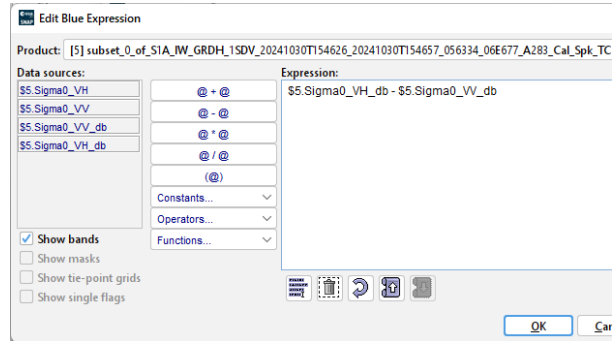 Edit Blue Expression
Product: [5] subset_0_of_S1A_IW_GRDH_1SDV_20241030T154626_20241030T154657_056334_06E677_A283_Cal_Spk_TC
Data sources:
Expression:
$5.Sigma0_VH
$5.Sigma0_VV
$5.Sigma0_VV_db
$5.Sigma0_VH_db
@ + @
@ - @
@ * @
@ / @
(@)
Constants...
Operators...
Functions...
$5.Sigma0_VH_db - $5.Sigma0_VV_db
Show bands
Show masks
Show tie-point grids
Show single flags
OK
Can